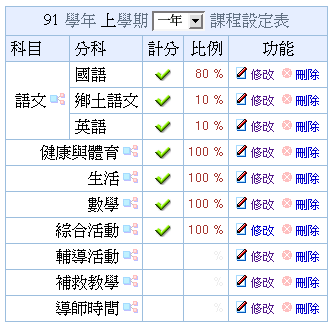 91 學年 上學期 一年 課程設定表
科目 分科 計分 比例 功能
語文 國語 80 % 修改 刪除
鄉土語文 10 % 修改 刪除
英語 10 % 修改 刪除
健康與體育 100 % 修改 刪除
生活 100 % 修改 刪除
數學 100 % 修改 刪除
綜合活動 100 % 修改 刪除
輔導活動 % 修改 刪除
補救教學 % 修改 刪除
導師時間 % 修改 刪除